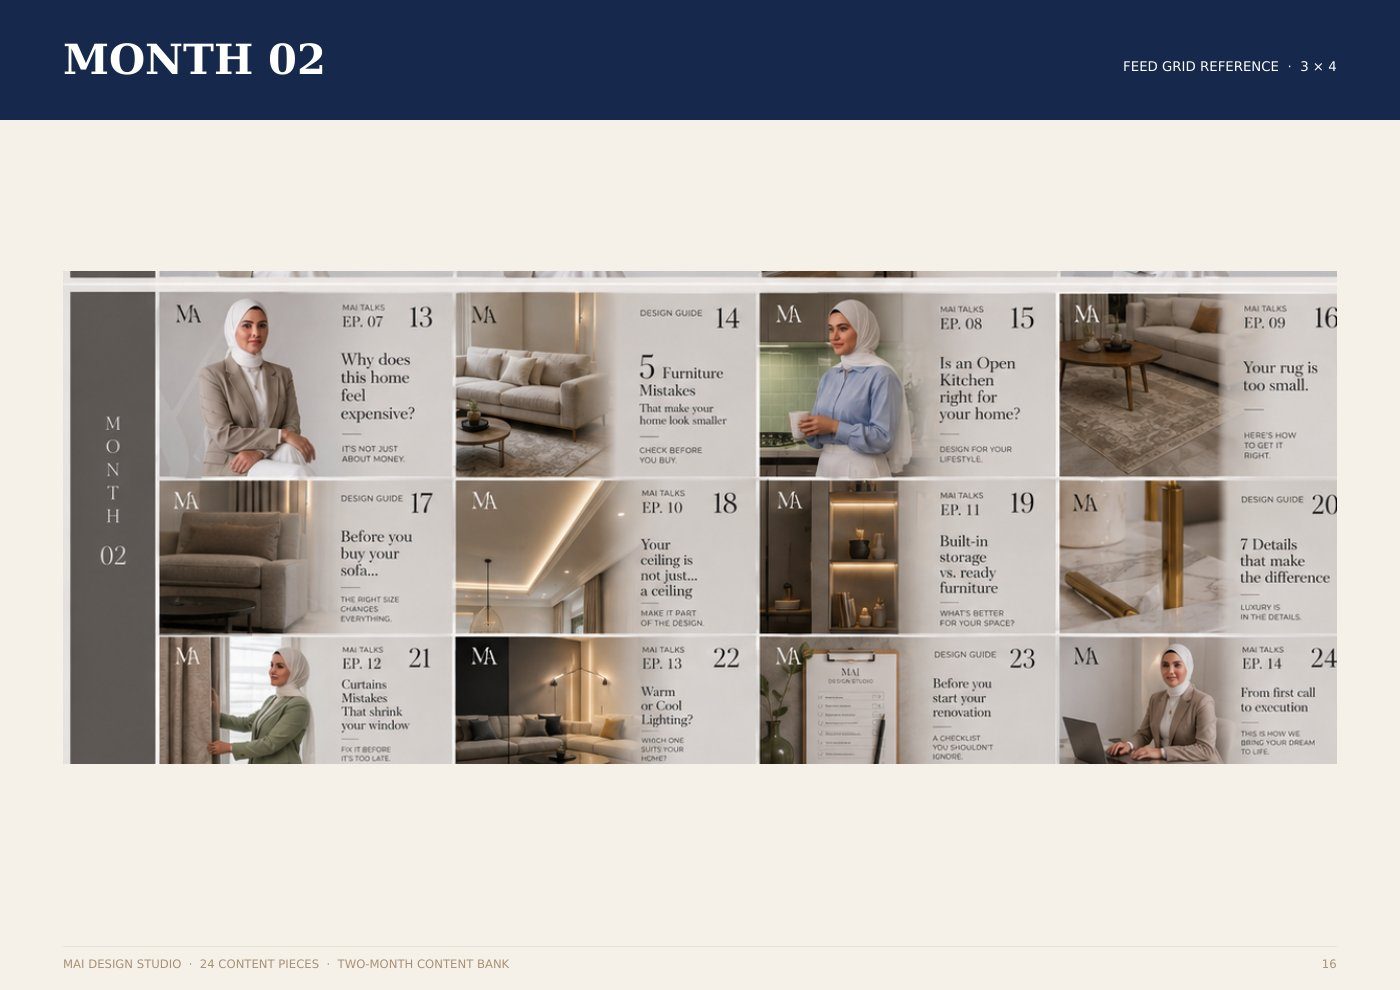 MONTH 02
FEED GRID REFERENCE · 3 × 4
MONTH
02
MA
MAI TALKS
EP. 07
13
Why does
this home
feel
expensive?
IT'S NOT JUST
ABOUT MONEY.
MA
DESIGN GUIDE
14
5 Furniture
Mistakes
That make your
home look smaller
CHECK BEFORE
YOU BUY.
MA
MAI TALKS
EP. 08
15
Is an Open
Kitchen
right for
your home?
DESIGN FOR YOUR
LIFESTYLE.
MA
MAI TALKS
EP. 09
16
Your rug is
too small.
HERE'S HOW
TO GET IT
RIGHT.
MA
DESIGN GUIDE
17
Before you
buy your
sofa...
THE RIGHT SIZE
CHANGES
EVERYTHING.
MA
MAI TALKS
EP. 10
18
Your
ceiling is
not just...
a ceiling
MAKE IT PART
OF THE DESIGN.
MA
MAI TALKS
EP. 11
19
Built-in
storage
vs. ready
furniture
WHAT'S BETTER
FOR YOUR SPACE?
MA
DESIGN GUIDE
20
7 Details
that make
the difference
LUXURY IS
IN THE DETAILS.
MA
MAI TALKS
EP. 12
21
Curtains
Mistakes
That shrink
your window
FIX IT BEFORE
IT'S TOO LATE.
MA
MAI TALKS
EP. 13
22
Warm
or Cool
Lighting?
WHICH ONE
SUITS YOUR
HOME?
MA
MAI
DESIGN STUDIO
DESIGN GUIDE
23
Before you
start your
renovation
A CHECKLIST
YOU SHOULDN'T
IGNORE.
MA
MAI TALKS
EP. 14
24
From first call
to execution
THIS IS HOW WE
BRING YOUR DREAM
TO LIFE.
MAI DESIGN STUDIO · 24 CONTENT PIECES · TWO-MONTH CONTENT BANK
16